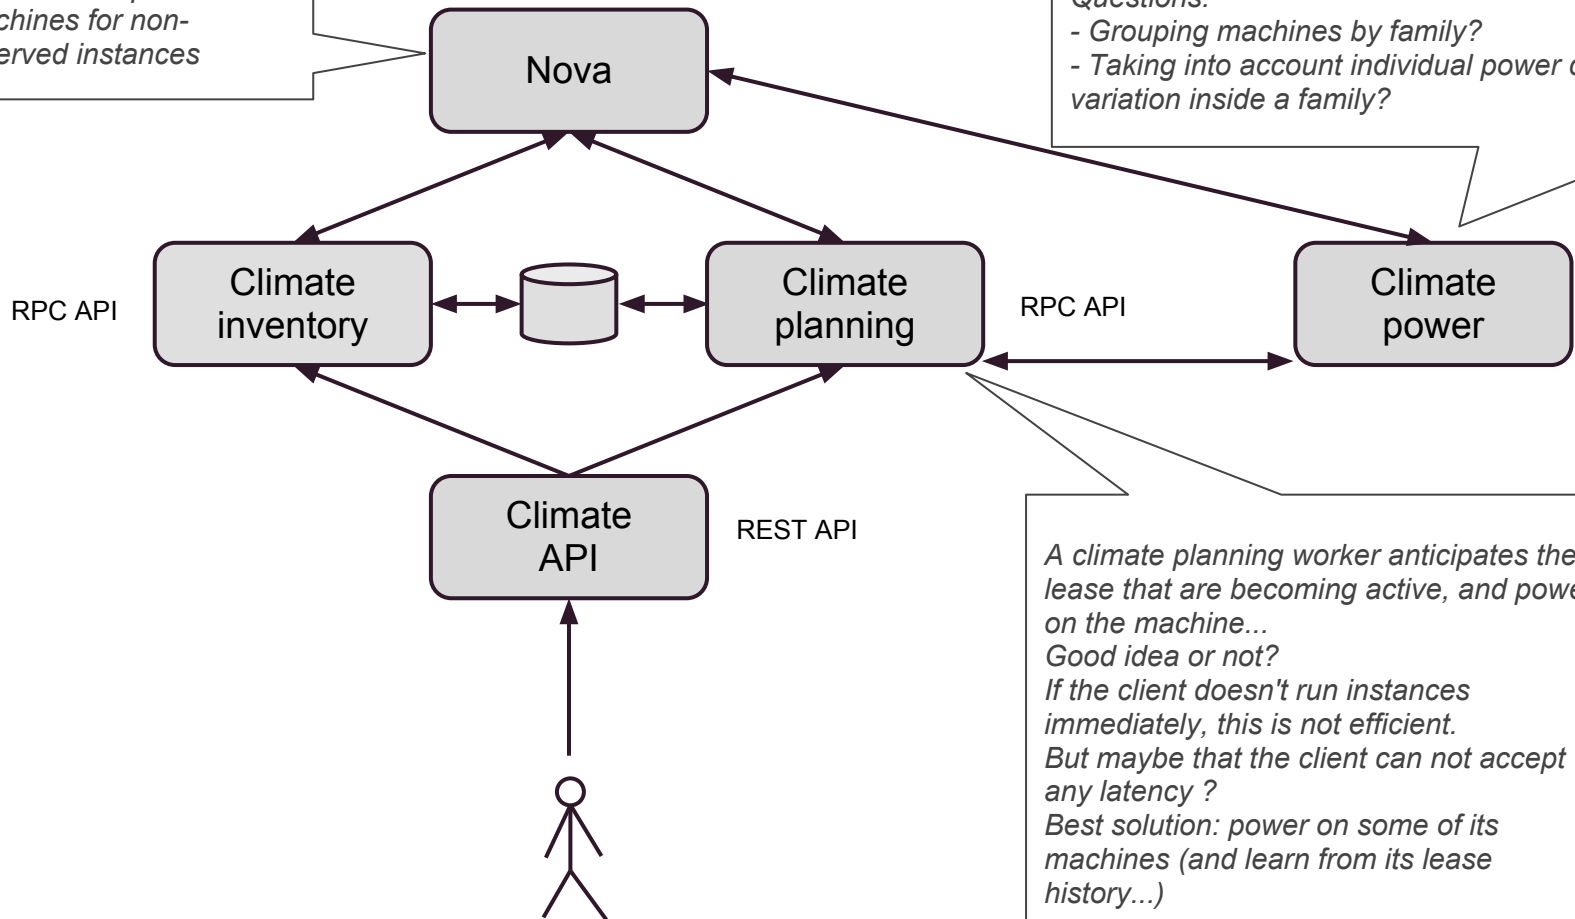 machines for non-
reserved instances
Questions:
- Grouping machines by family?
- Taking into account individual power
variation inside a family?
Nova
RPC API
Climate
inventory
Climate
planning
RPC API
Climate
power
Climate
API
REST API
A climate planning worker anticipates the
lease that are becoming active, and power
on the machine...
Good idea or not?
If the client doesn't run instances
immediately, this is not efficient.
But maybe that the client can not accept
any latency ?
Best solution: power on some of its
machines (and learn from its lease
history...)